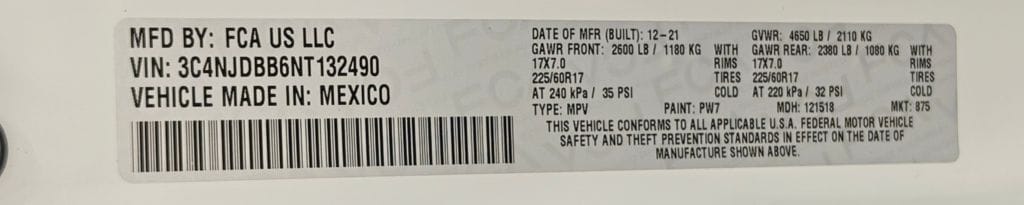 MFD BY: FCA US LLC
VIN: 3C4NJDBB6NT132490
VEHICLE MADE IN: MEXICO
DATE OF MFR (BUILT): 12-21 GVWR: 4650 LB / 2110 KG
GAWR FRONT: 2600 LB / 1180 KG WITH GAWR REAR: 2380 LB / 1080 KG WITH
17X7.0 RIMS 17X7.0 RIMS
225/60R17 TIRES 225/60R17 TIRES
AT 240 kPa / 35 PSI COLD AT 220 kPa / 32 PSI COLD
TYPE: MPV PAINT: PW7 MDH: 121518 MKT: 875
THIS VEHICLE CONFORMS TO ALL APPLICABLE U.S.A. FEDERAL MOTOR VEHICLE
SAFETY AND THEFT PREVENTION STANDARDS IN EFFECT ON THE DATE OF
MANUFACTURE SHOWN ABOVE.